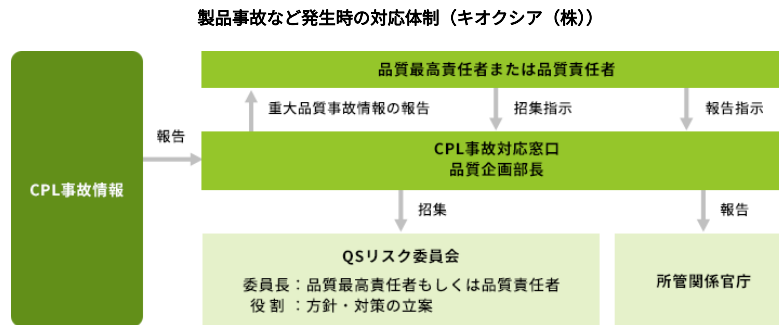 製品事故など発生時の対応体制（キオクシア（株））
品質最高責任者または品質責任者
重大品質事故情報の報告
招集指示
報告指示
報告
CPL事故情報
CPL事故対応窓口
品質企画部長
招集
報告
QSリスク委員会
委員長：品質最高責任者もしくは品質責任者
役割：方針・対策の立案
所管関係官庁